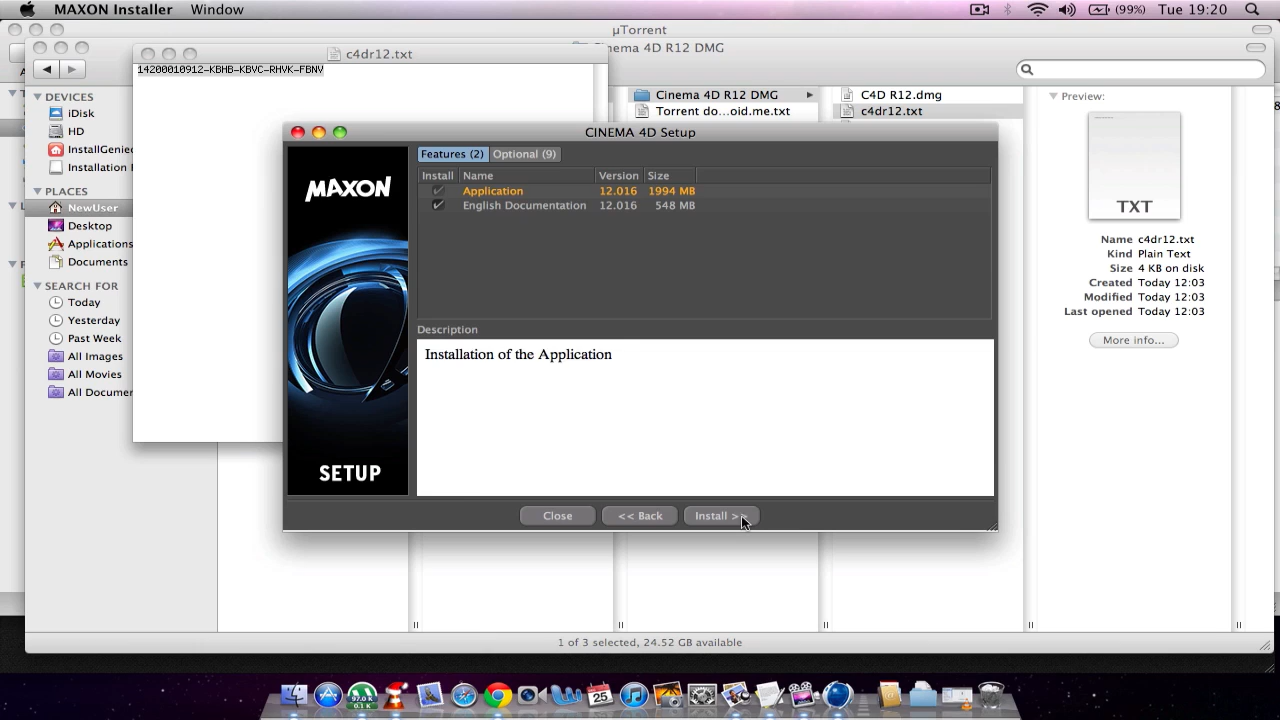 MAXON Installer Window (99%) Tue 19:20
µTorrent
Cinema 4D R12 DMG
c4dr12.txt
14200010912-KBHB-KBVC-RHVK-FBNV
DEVICES
iDisk
HD
InstallGenie
Installation
PLACES
NewUser
Desktop
Applications
Documents
SEARCH FOR
Today
Yesterday
Past Week
All Images
All Movies
All Docume
Cinema 4D R12 DMG
Torrent do...oid.me.txt
C4D R12.dmg
c4dr12.txt
Preview:
TXT
Name c4dr12.txt
Kind Plain Text
Size 4 KB on disk
Created Today 12:03
Modified Today 12:03
Last opened Today 12:03
More info...
CINEMA 4D Setup
MAXON
SETUP
Features (2) Optional (9)
Install Name Version Size
Application 12.016 1994 MB
English Documentation 12.016 548 MB
Description
Installation of the Application
Close << Back Install >>
1 of 3 selected, 24.52 GB available